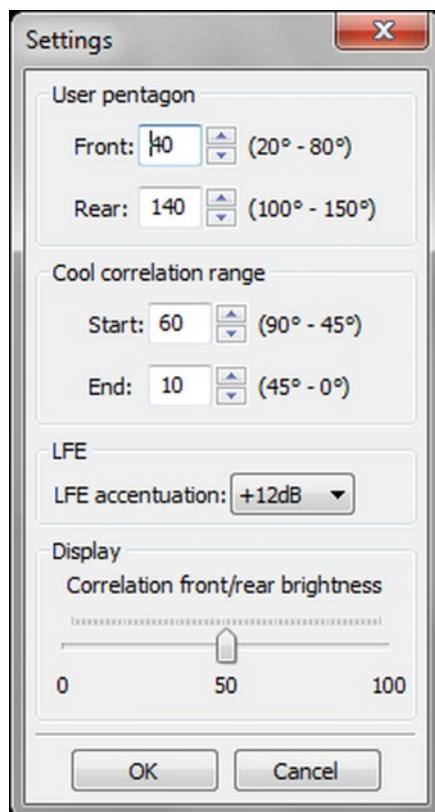 Settings
User pentagon
Front: 40 (20° - 80°)
Rear: 140 (100° - 150°)
Cool correlation range
Start: 60 (90° - 45°)
End: 10 (45° - 0°)
LFE
LFE accentuation: +12dB
Display
Correlation front/rear brightness
0 50 100
OK Cancel